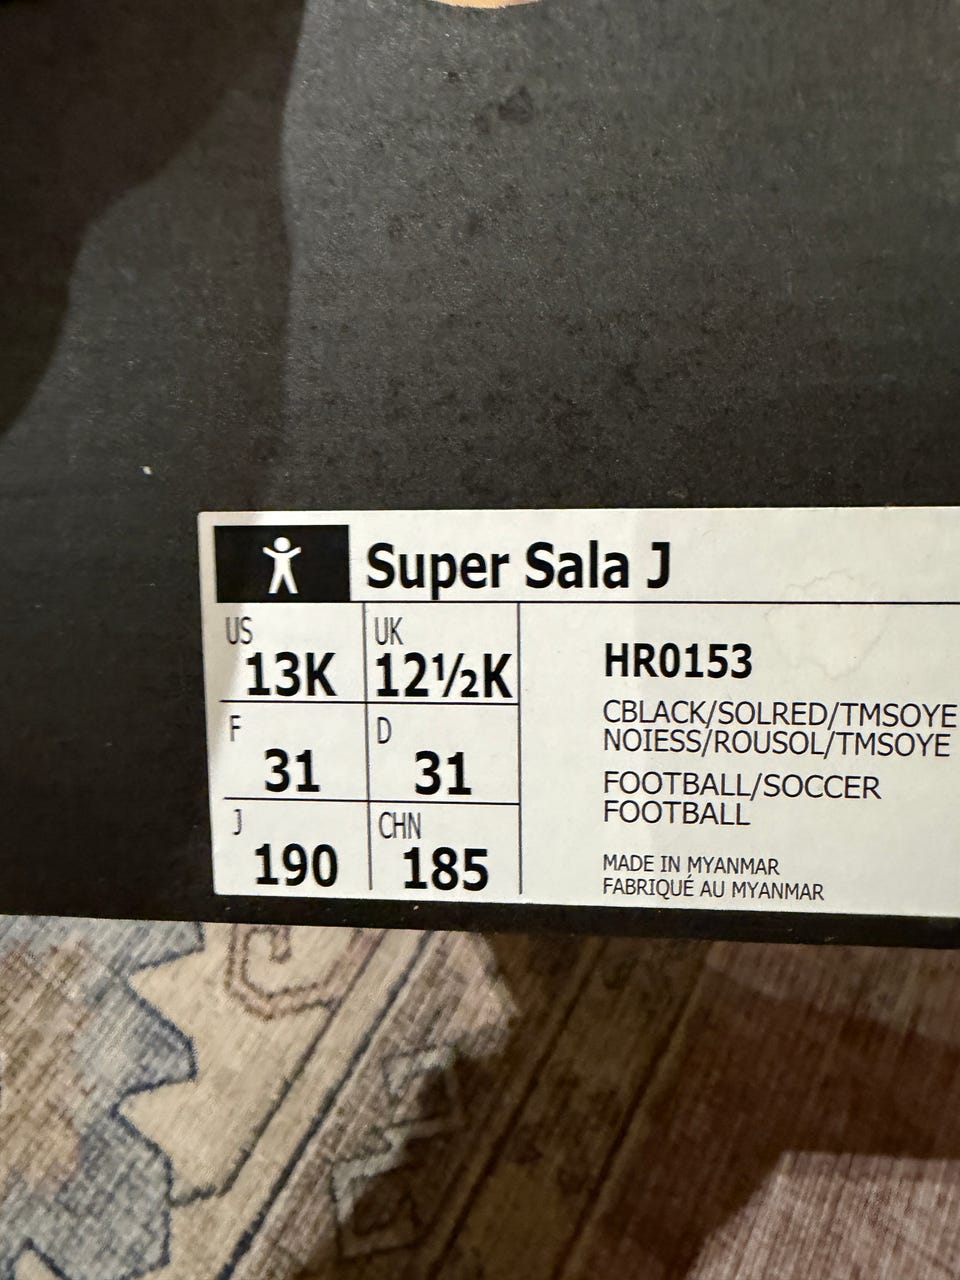 Super Sala J
US
13K
UK
12½K
F
31
D
31
J
190
CHN
185
HR0153
CBLACK/SOLRED/TMSOYE
NOIESS/ROUSOL/TMSOYE
FOOTBALL/SOCCER
FOOTBALL
MADE IN MYANMAR
FABRIQUÉ AU MYANMAR